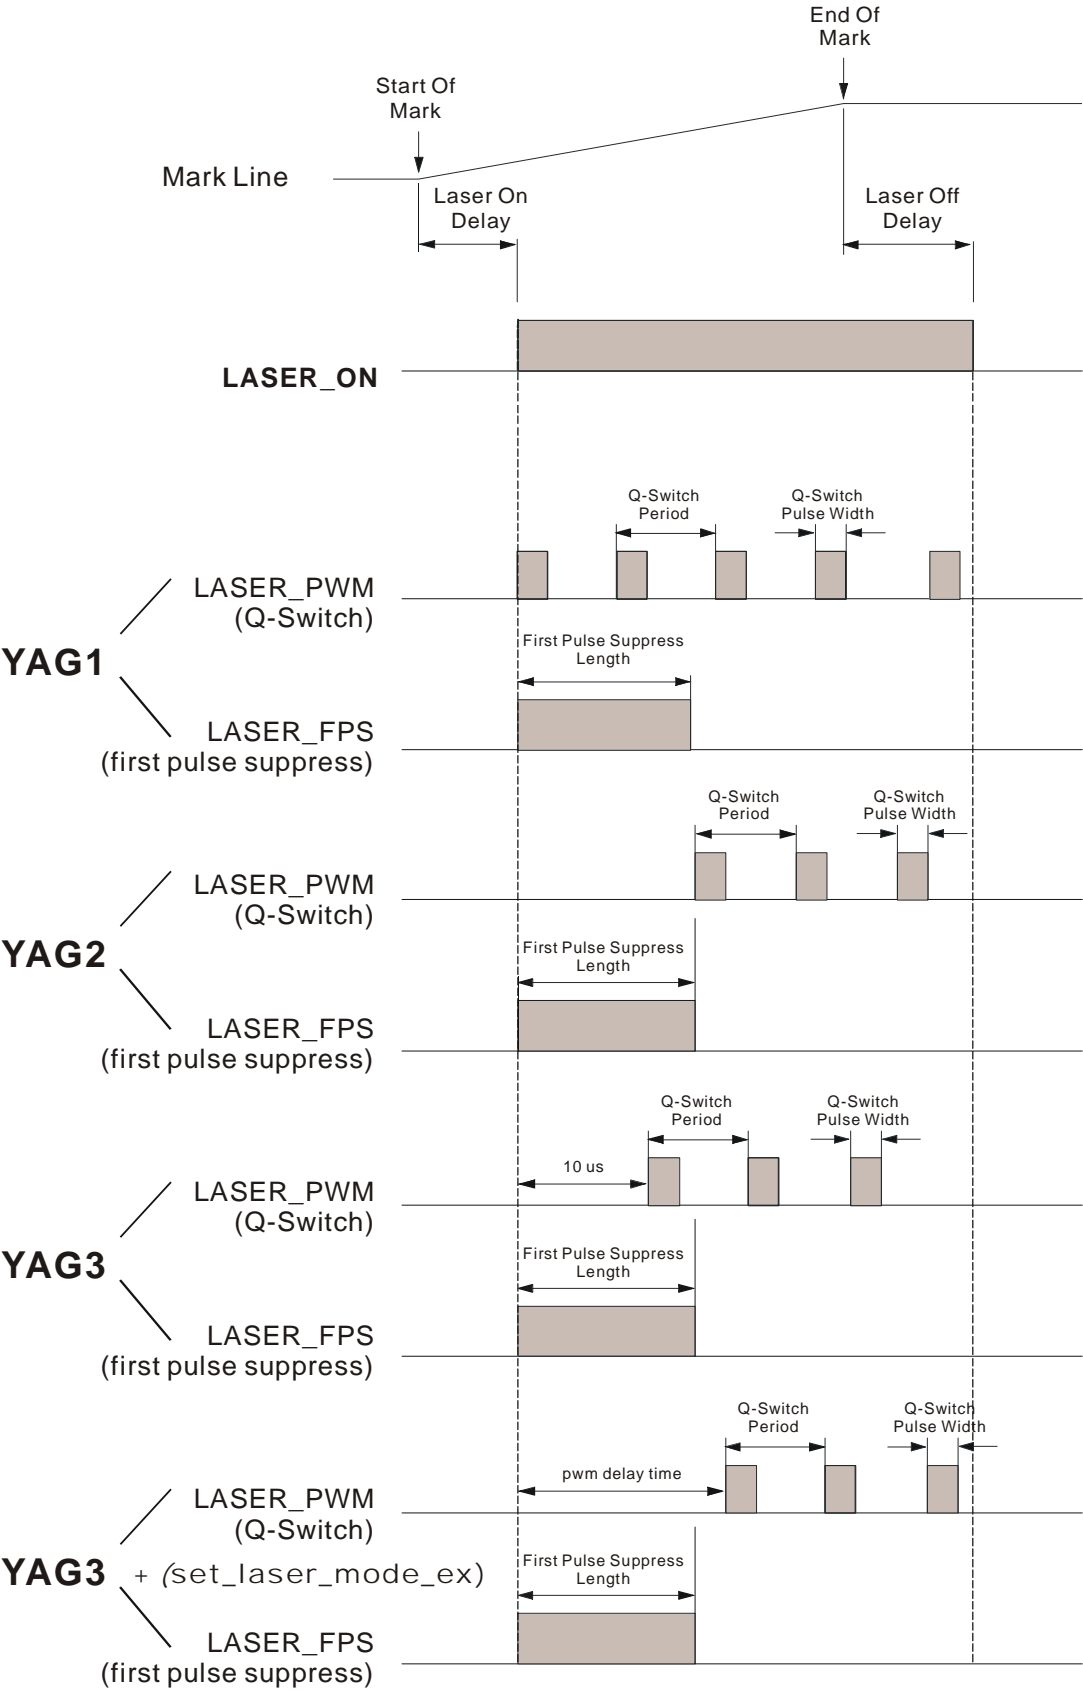 End Of
Mark
Start Of
Mark
Mark Line
Laser On
Delay
Laser Off
Delay
LASER_ON
Q-Switch
Period
Q-Switch
Pulse Width
LASER_PWM
(Q-Switch)
YAG1
First Pulse Suppress
Length
LASER_FPS
(first pulse suppress)
Q-Switch
Period
Q-Switch
Pulse Width
LASER_PWM
(Q-Switch)
YAG2
First Pulse Suppress
Length
LASER_FPS
(first pulse suppress)
Q-Switch
Period
Q-Switch
Pulse Width
10 us
LASER_PWM
(Q-Switch)
YAG3
First Pulse Suppress
Length
LASER_FPS
(first pulse suppress)
Q-Switch
Period
Q-Switch
Pulse Width
pwm delay time
LASER_PWM
(Q-Switch)
YAG3 + (set_laser_mode_ex)
First Pulse Suppress
Length
LASER_FPS
(first pulse suppress)